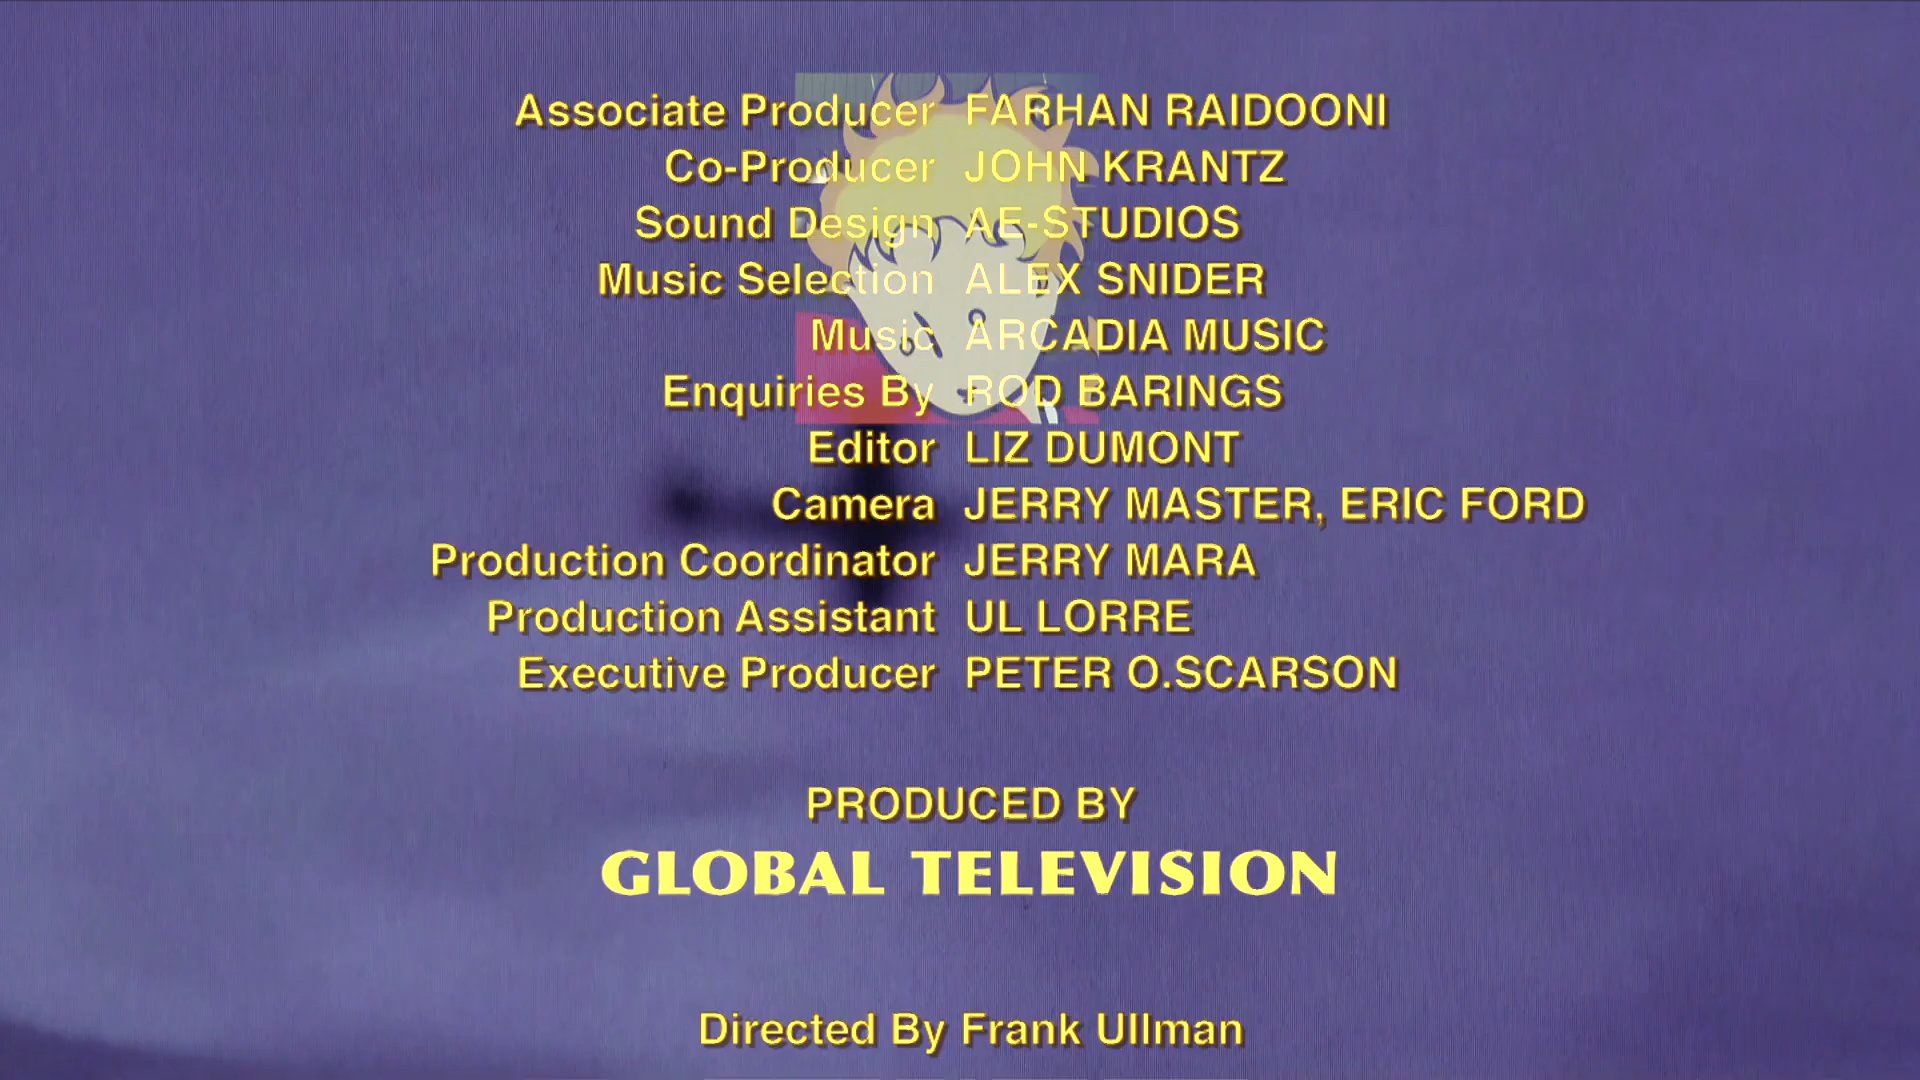 Associate Producer FARHAN RAIDOONI
Co-Producer JOHN KRANTZ
Sound Design AE-STUDIOS
Music Selection ALEX SNIDER
Music ARCADIA MUSIC
Enquiries By ROD BARINGS
Editor LIZ DUMONT
Camera JERRY MASTER, ERIC FORD
Production Coordinator JERRY MARA
Production Assistant UL LORRE
Executive Producer PETER O.SCARSON
PRODUCED BY
GLOBAL TELEVISION
Directed By Frank Ullman